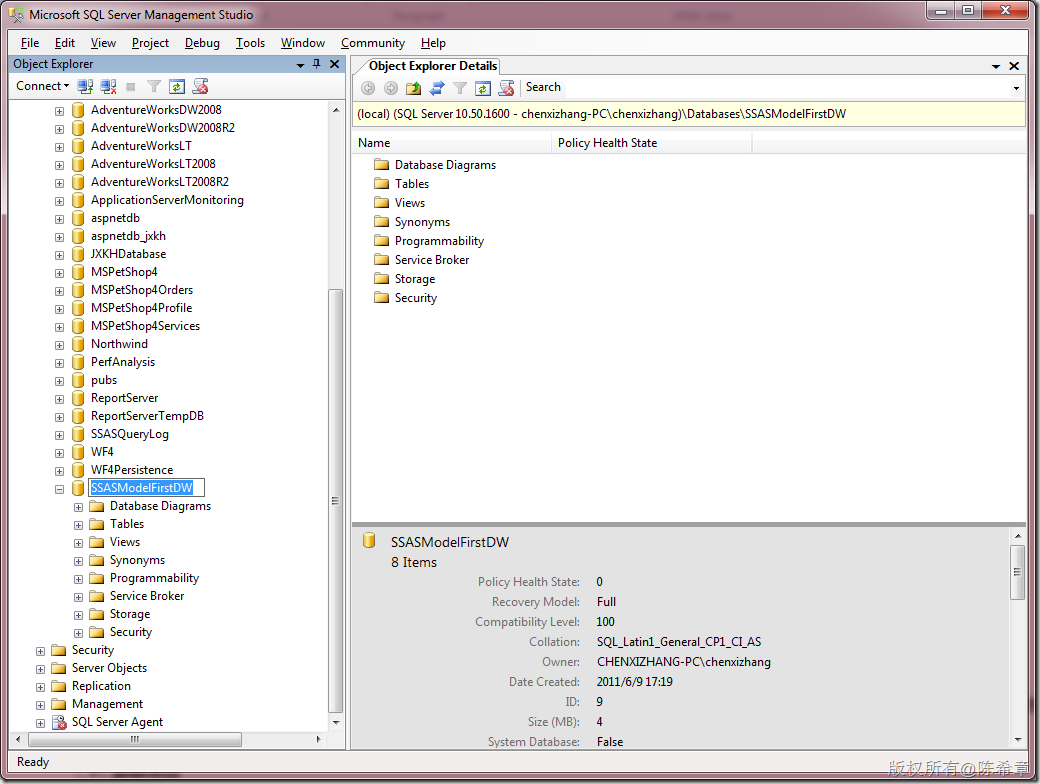 Microsoft SQL Server Management Studio
File Edit View Project Debug Tools Window Community Help
Object Explorer
Connect
AdventureWorksDW2008
AdventureWorksDW2008R2
AdventureWorksLT
AdventureWorksLT2008
AdventureWorksLT2008R2
ApplicationServerMonitoring
aspnetdb
aspnetdb_jxkh
JXKHDatabase
MSPetShop4
MSPetShop4Orders
MSPetShop4Profile
MSPetShop4Services
Northwind
PerfAnalysis
pubs
ReportServer
ReportServerTempDB
SSASQueryLog
WF4
WF4Persistence
SSASModelFirstDW
Database Diagrams
Tables
Views
Synonyms
Programmability
Service Broker
Storage
Security
Security
Server Objects
Replication
Management
SQL Server Agent
Object Explorer Details
Search
(local) (SQL Server 10.50.1600 - chenxizhang-PC\chenxizhang)\Databases\SSASModelFirstDW
Name Policy Health State
Database Diagrams
Tables
Views
Synonyms
Programmability
Service Broker
Storage
Security
SSASModelFirstDW
8 Items
Policy Health State: 0
Recovery Model: Full
Compatibility Level: 100
Collation: SQL_Latin1_General_CP1_CI_AS
Owner: CHENXIZHANG-PC\chenxizhang
Date Created: 2011/6/9 17:19
ID: 9
Size (MB): 4
System Database: False
Ready
版权所有@陈希章